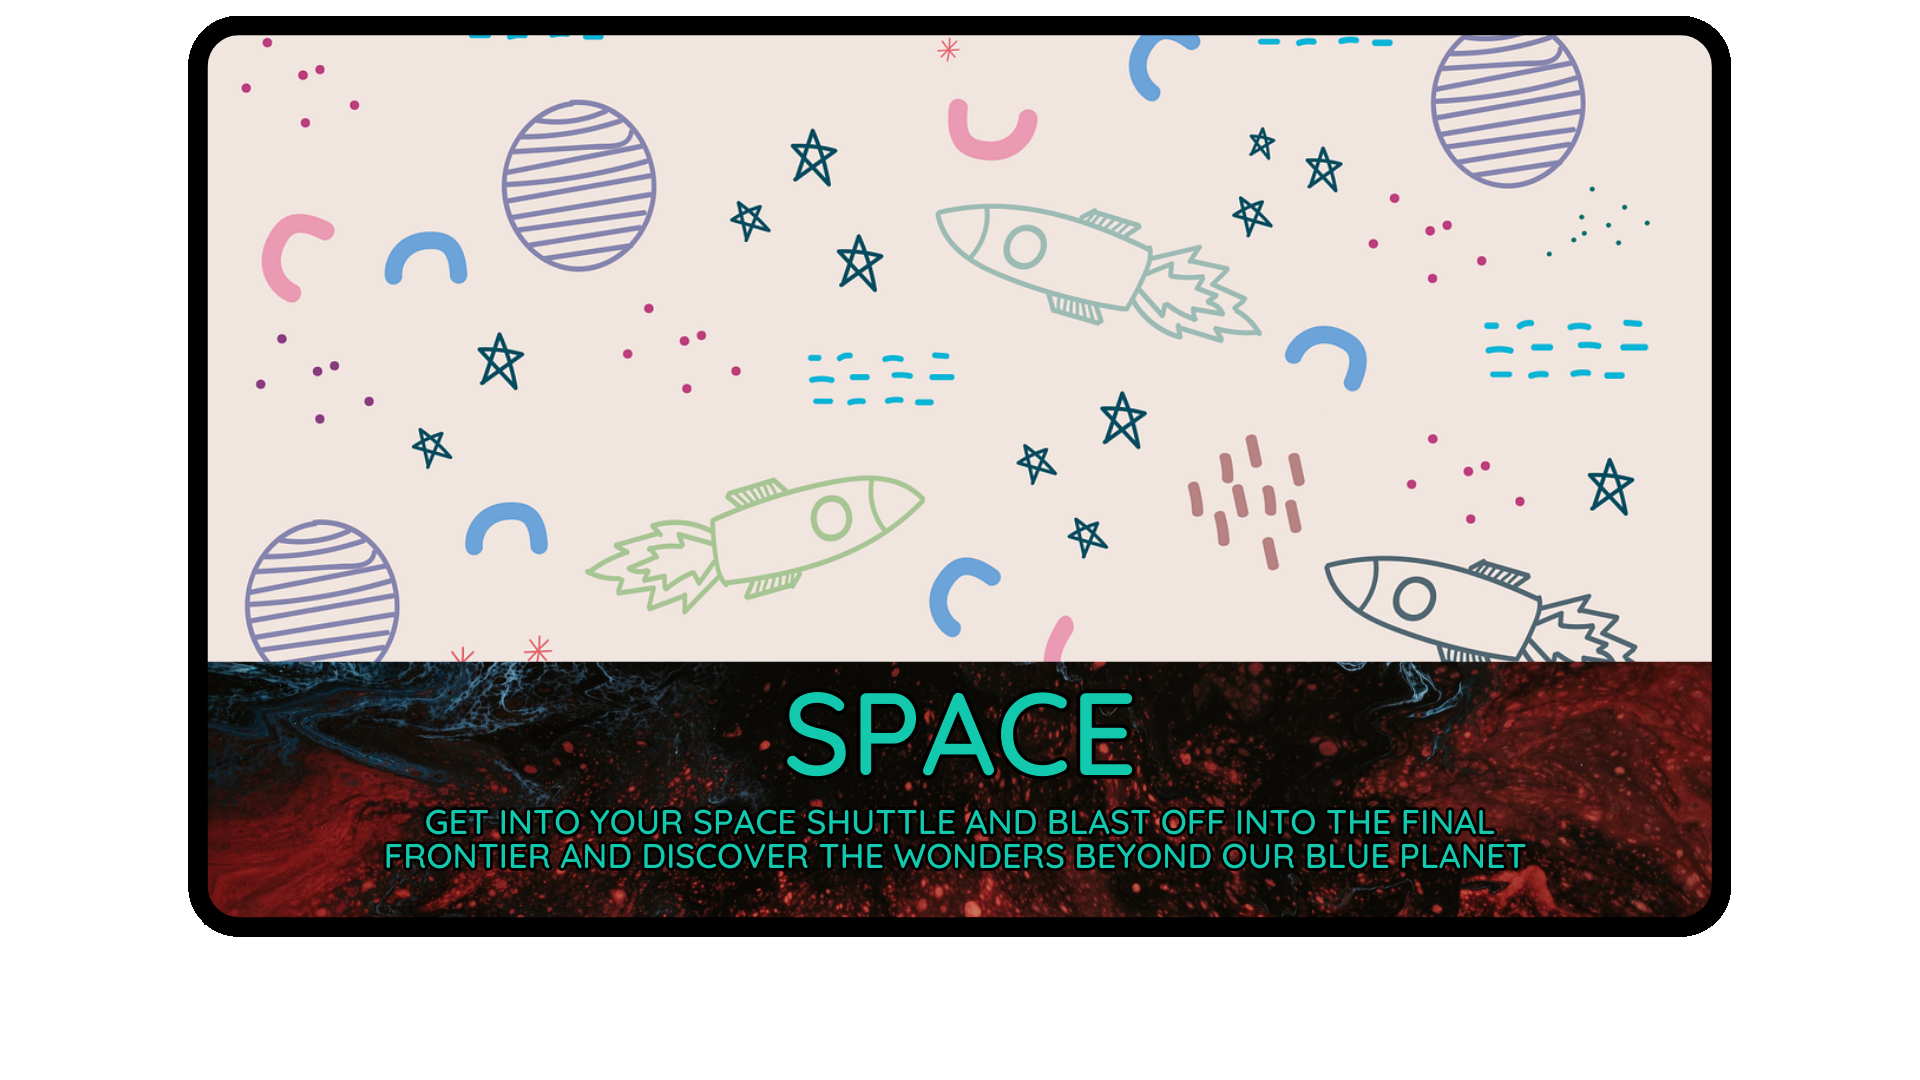 SPACE
GET INTO YOUR SPACE SHUTTLE AND BLAST OFF INTO THE FINAL
FRONTIER AND DISCOVER THE WONDERS BEYOND OUR BLUE PLANET